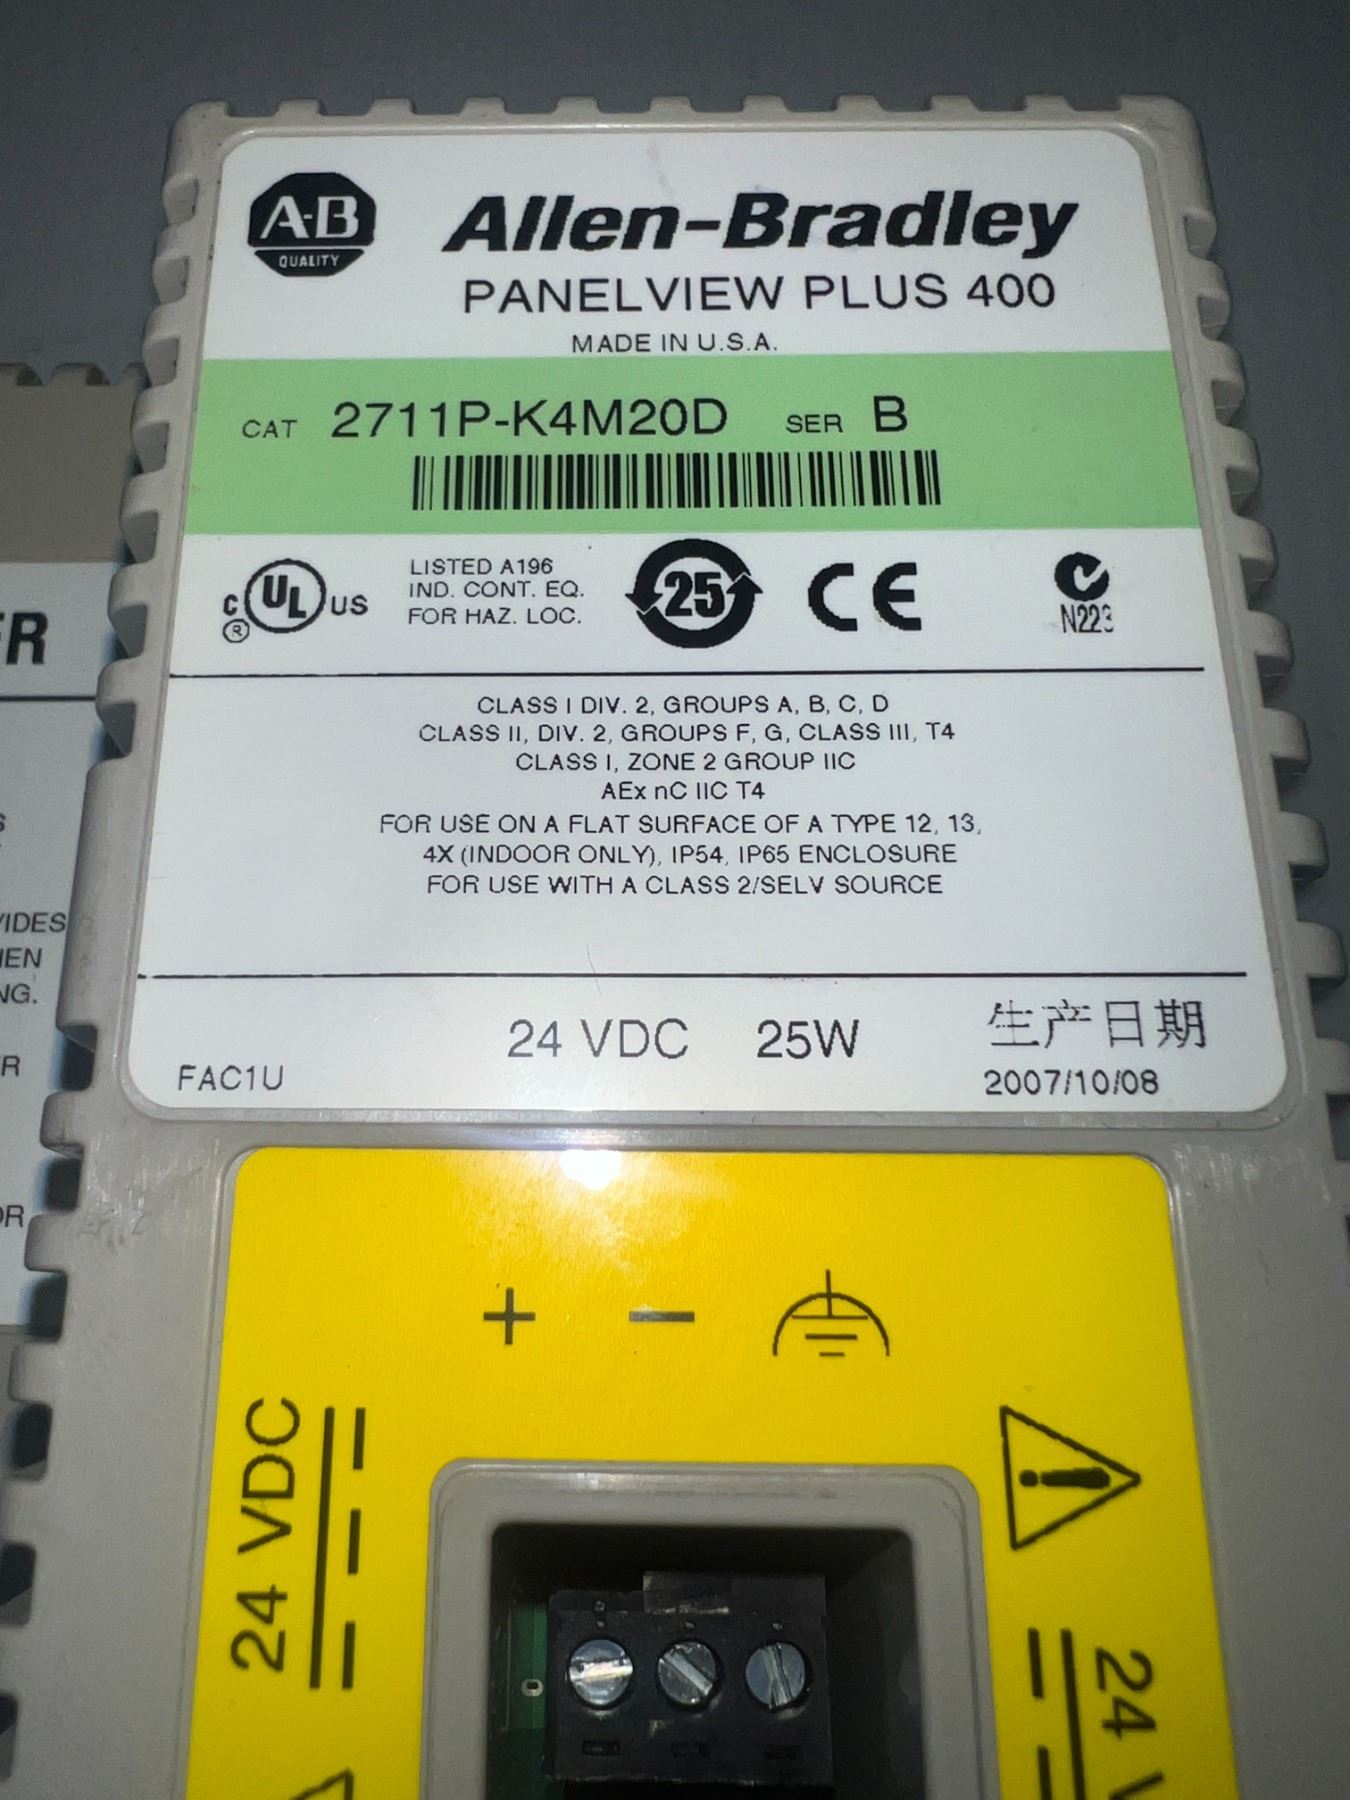 A-B
QUALITY
Allen-Bradley
PANELVIEW PLUS 400
MADE IN U.S.A.
CAT 2711P-K4M20D SER B
C UL US
®
LISTED A196
IND. CONT. EQ.
FOR HAZ. LOC.
25
CE
N223
CLASS I DIV. 2, GROUPS A, B, C, D
CLASS II, DIV. 2, GROUPS F, G, CLASS III, T4
CLASS I, ZONE 2 GROUP IIC
AEx nC IIC T4
FOR USE ON A FLAT SURFACE OF A TYPE 12, 13,
4X (INDOOR ONLY), IP54, IP65 ENCLOSURE
FOR USE WITH A CLASS 2/SELV SOURCE
24 VDC 25W
生产日期
FAC1U
2007/10/08
+ −
24 VDC
24 V
FR
VIDES
NG.
R
OR